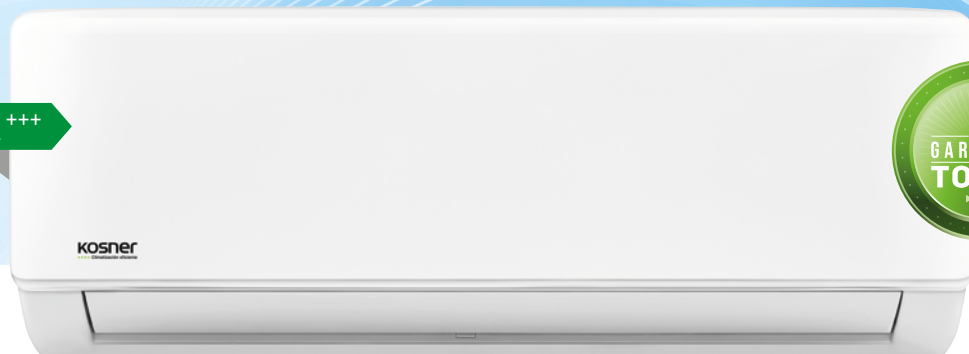 +++
GAR
TO
KOSNER
Climatización eficiente